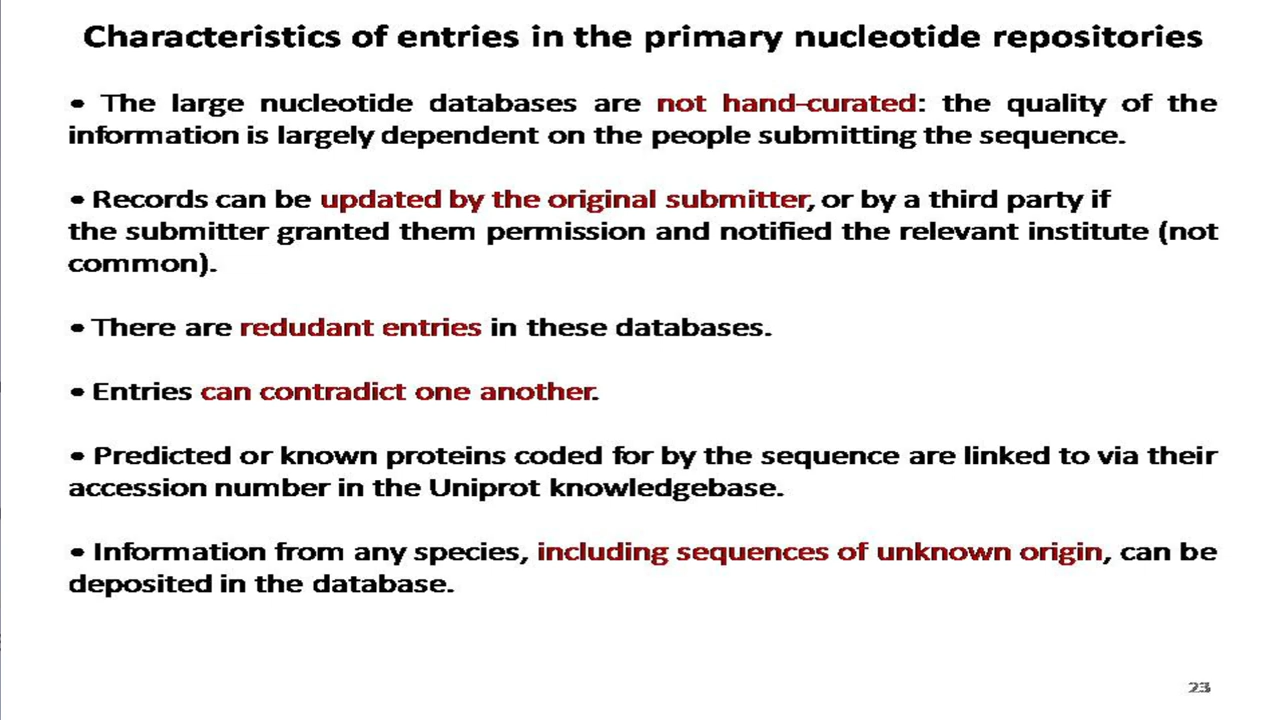 Characteristics of entries in the primary nucleotide repositories
• The large nucleotide databases are not hand-curated: the quality of the
information is largely dependent on the people submitting the sequence.
• Records can be updated by the original submitter, or by a third party if
the submitter granted them permission and notified the relevant institute (not
common).
• There are redudant entries in these databases.
• Entries can contradict one another.
• Predicted or known proteins coded for by the sequence are linked to via their
accession number in the Uniprot knowledgebase.
• Information from any species, including sequences of unknown origin, can be
deposited in the database.
23